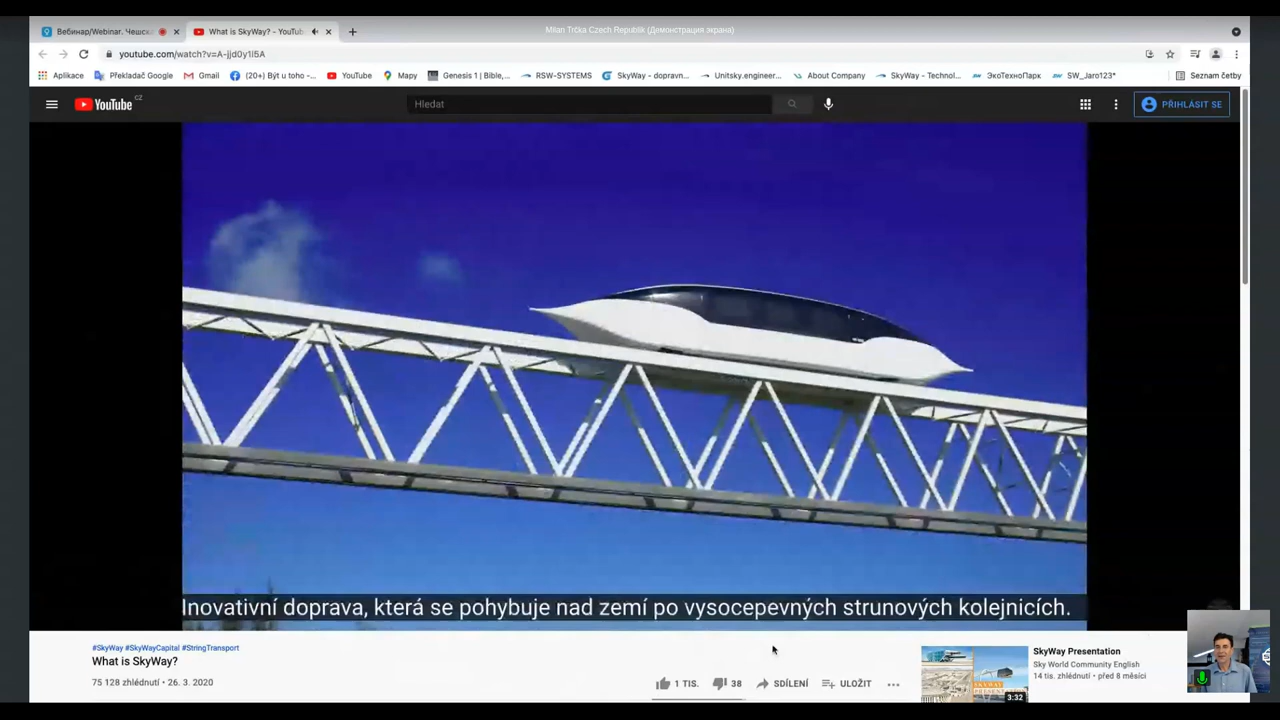 Вебинар/Webinar. Чешска
What is SkyWay? - YouTub
Milan Trčka Czech Republik (Демонстрация экрана)
youtube.com/watch?v=A-jjd0y1l5A
Aplikace
Překladač Google
Gmail
(20+) Být u toho -...
YouTube
Mapy
Genesis 1 | Bible,...
RSW-SYSTEMS
SkyWay - dopravn...
Unitsky.engineer...
About Company
SkyWay - Technol...
ЭкоТехноПарк
SW_Jaro123*
Seznam četby
YouTube CZ
Hledat
PŘIHLÁSIT SE
Inovativní doprava, která se pohybuje nad zemí po vysocepevných strunových kolejnicích.
#SkyWay #SkyWayCapital #StringTransport
What is SkyWay?
75 128 zhlédnutí • 26. 3. 2020
1 TIS.
38
SDÍLENÍ
ULOŽIT
SkyWay Presentation
Sky World Community English
14 tis. zhlédnutí • před 8 měsíci
3:32